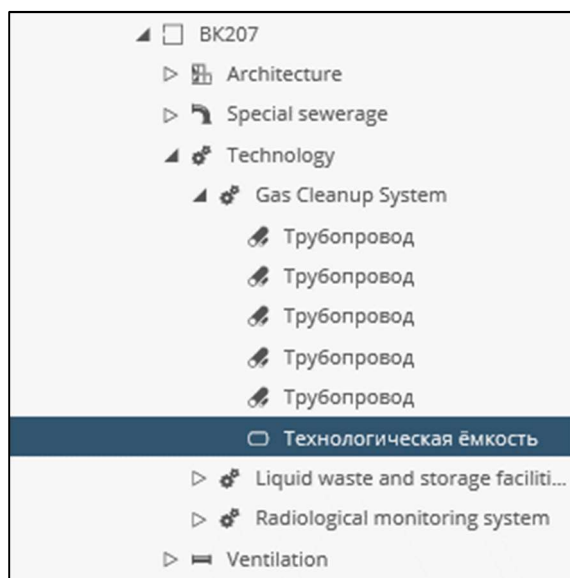 BK207
Architecture
Special sewerage
Technology
Gas Cleanup System
Трубопровод
Трубопровод
Трубопровод
Трубопровод
Трубопровод
Технологическая ёмкость
Liquid waste and storage faciliti...
Radiological monitoring system
Ventilation